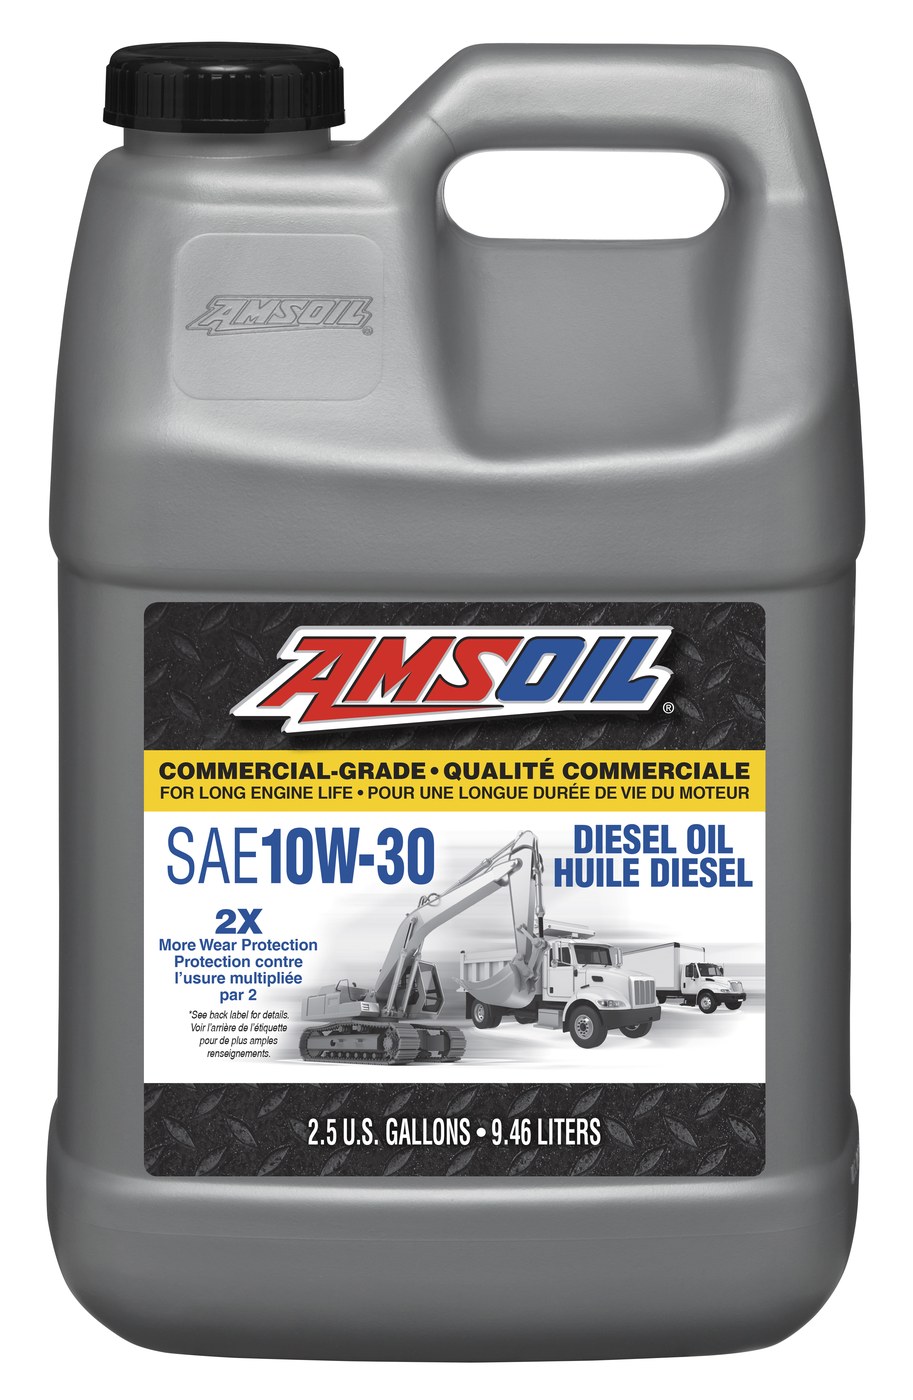 AMSOIL®
AMSOIL®
COMMERCIAL-GRADE • QUALITÉ COMMERCIALE
FOR LONG ENGINE LIFE • POUR UNE LONGUE DURÉE DE VIE DU MOTEUR
SAE10W-30
DIESEL OIL
HUILE DIESEL
2X
More Wear Protection
Protection contre
l'usure multipliée
par 2
*See back label for details.
Voir l'arrière de l'étiquette
pour de plus amples
renseignements.
2.5 U.S. GALLONS • 9.46 LITERS